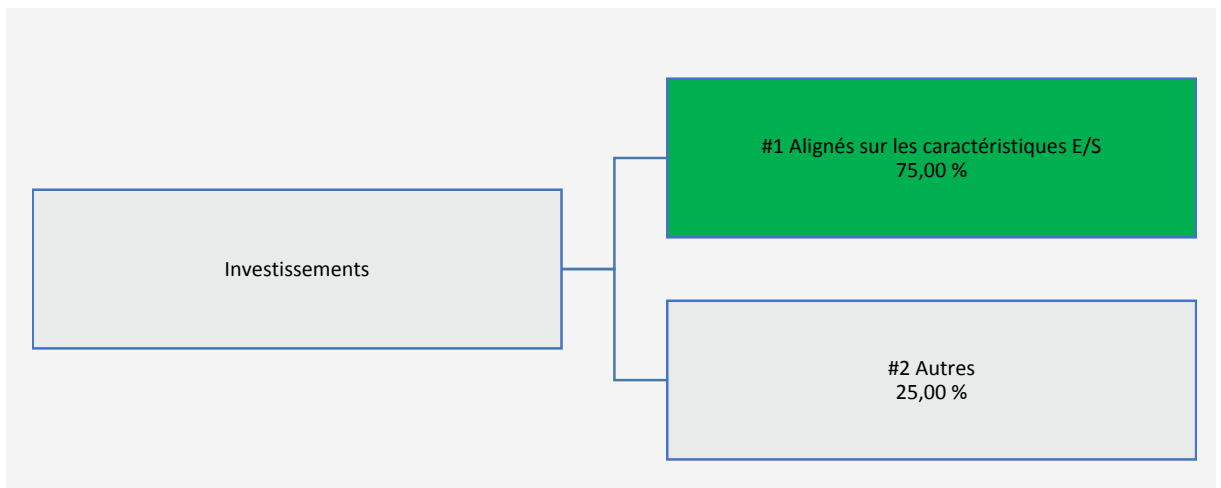 #1 Alignés sur les caractéristiques E/S
75,00 %
Investissements
#2 Autres
25,00 %